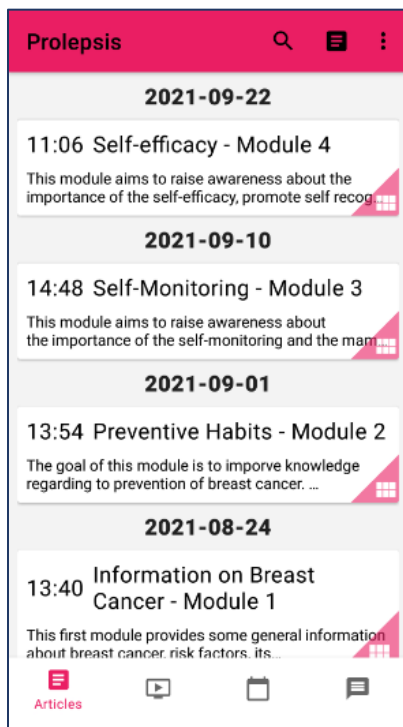 Prolepsis
2021-09-22
11:06 Self-efficacy - Module 4
This module aims to raise awareness about the
importance of the self-efficacy, promote self recog
2021-09-10
14:48 Self-Monitoring - Module 3
This module aims to raise awareness about
the importance of the self-monitoring and the mam
2021-09-01
13:54 Preventive Habits - Module 2
The goal of this module is to imporve knowledge
regarding to prevention of breast cancer. ...
2021-08-24
13:40 Information on Breast
Cancer - Module 1
This first module provides some general information
about breast cancer, risk factors, its...
Articles